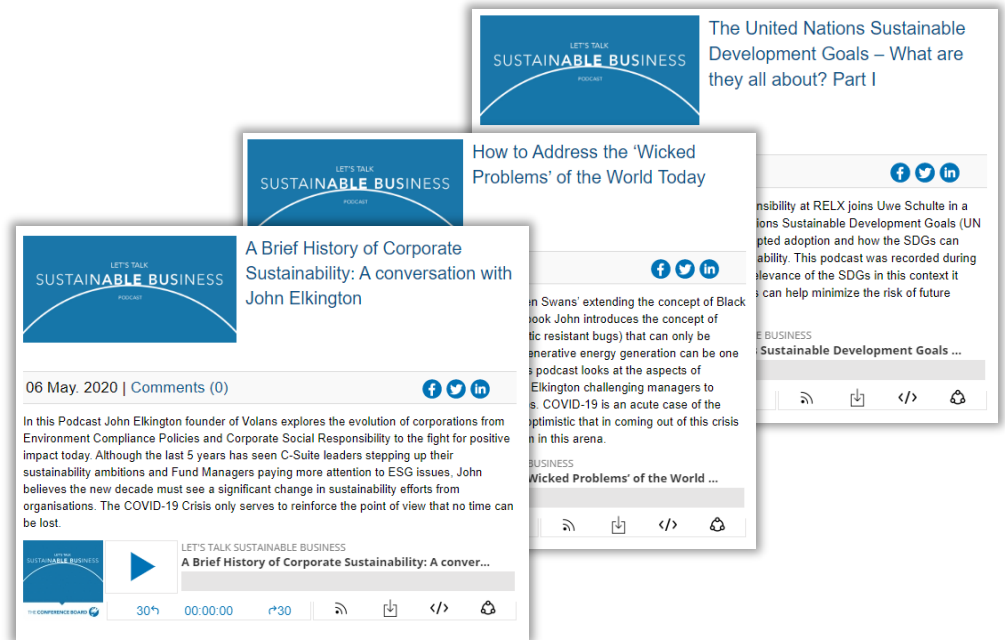 LET'S TALK
SUSTAINABLE BUSINESS
PODCAST
The United Nations Sustainable
Development Goals – What are
they all about? Part I
nsibility at RELX joins Uwe Schulte in a
ions Sustainable Development Goals (UN
pted adoption and how the SDGs can
ability. This podcast was recorded during
elevance of the SDGs in this context it
s can help minimize the risk of future
E BUSINESS
s Sustainable Development Goals ...
LET'S TALK
SUSTAINABLE BUSINESS
PODCAST
How to Address the ‘Wicked
Problems’ of the World Today
en Swans’ extending the concept of Black
book John introduces the concept of
tic resistant bugs) that can only be
enerative energy generation can be one
s podcast looks at the aspects of
Elkington challenging managers to
s. COVID-19 is an acute case of the
optimistic that in coming out of this crisis
n in this arena.
BUSINESS
Wicked Problems’ of the World ...
LET'S TALK
SUSTAINABLE BUSINESS
PODCAST
A Brief History of Corporate
Sustainability: A conversation with
John Elkington
06 May. 2020 | Comments (0)
In this Podcast John Elkington founder of Volans explores the evolution of corporations from
Environment Compliance Policies and Corporate Social Responsibility to the fight for positive
impact today. Although the last 5 years has seen C-Suite leaders stepping up their
sustainability ambitions and Fund Managers paying more attention to ESG issues, John
believes the new decade must see a significant change in sustainability efforts from
organisations. The COVID-19 Crisis only serves to reinforce the point of view that no time can
be lost.
LET'S TALK
SUSTAINABLE BUSINESS
PODCAST
THE CONFERENCE BOARD
LET'S TALK SUSTAINABLE BUSINESS
A Brief History of Corporate Sustainability: A conver...
30 00:00:00 30